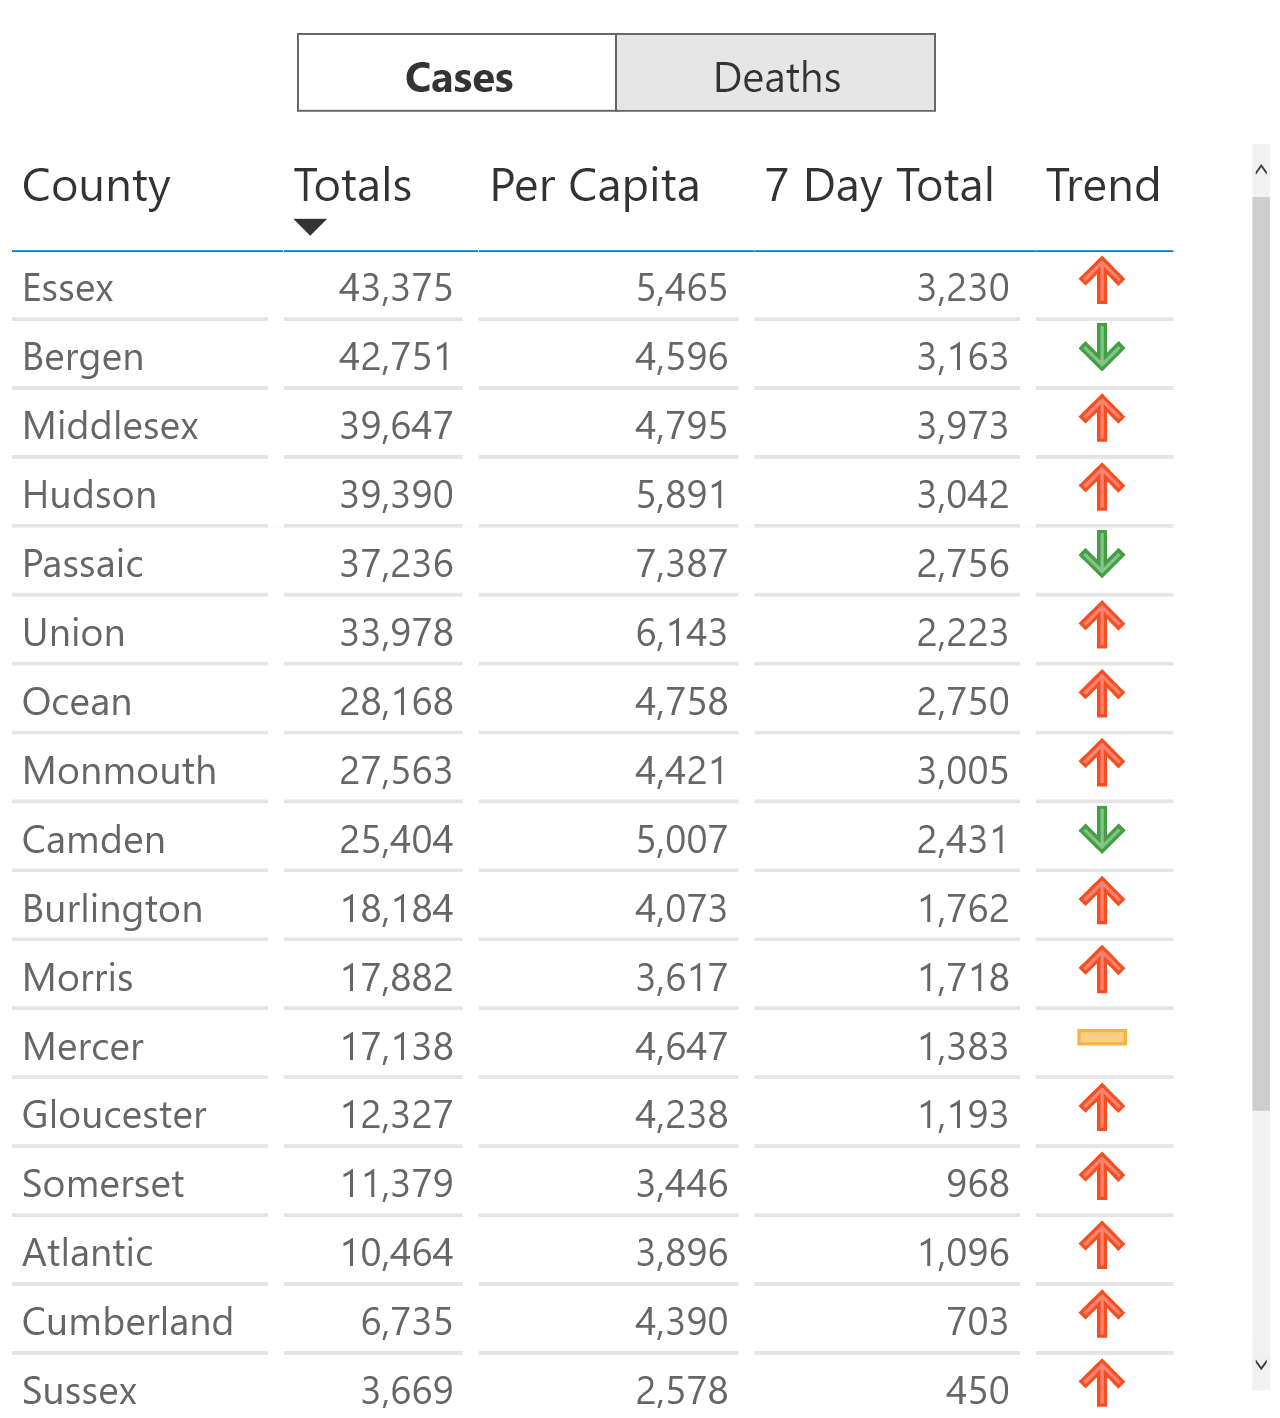 Cases Deaths
County Totals Per Capita 7 Day Total Trend
Essex 43,375 5,465 3,230
Bergen 42,751 4,596 3,163
Middlesex 39,647 4,795 3,973
Hudson 39,390 5,891 3,042
Passaic 37,236 7,387 2,756
Union 33,978 6,143 2,223
Ocean 28,168 4,758 2,750
Monmouth 27,563 4,421 3,005
Camden 25,404 5,007 2,431
Burlington 18,184 4,073 1,762
Morris 17,882 3,617 1,718
Mercer 17,138 4,647 1,383
Gloucester 12,327 4,238 1,193
Somerset 11,379 3,446 968
Atlantic 10,464 3,896 1,096
Cumberland 6,735 4,390 703
Sussex 3,669 2,578 450